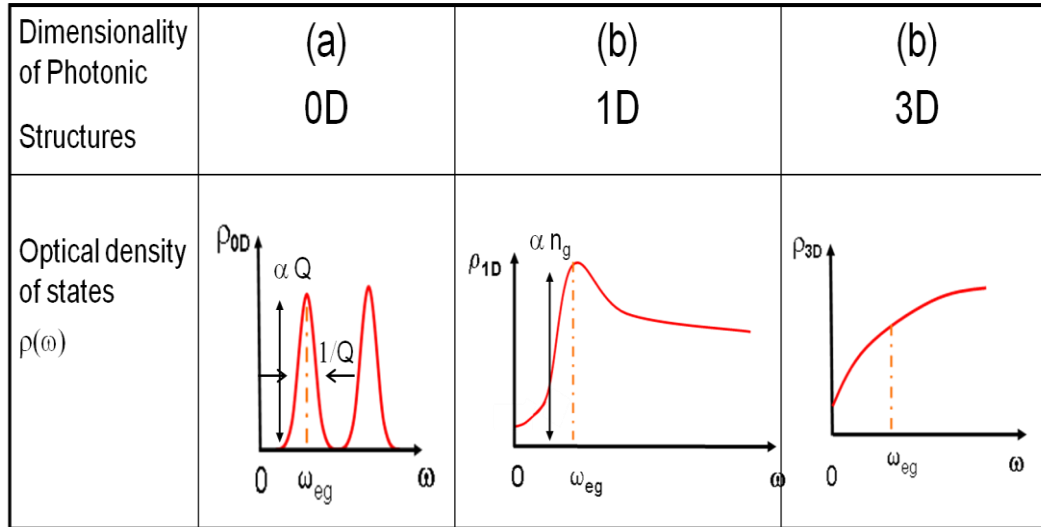 Dimensionality
of Photonic
Structures
(a)
0D
(b)
1D
(b)
3D
Optical density
of states
ρ(ω)
ρ0D
α Q
1/Q
0
ωeg
ω
ρ1D
α ng
0
ωeg
ω
ρ3D
0
ωeg
ω